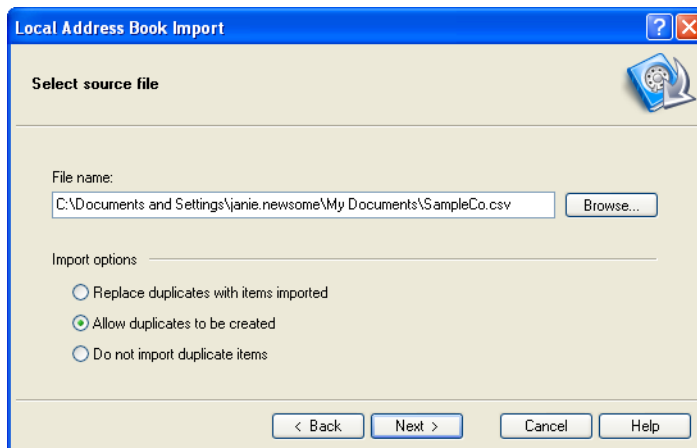 Local Address Book Import
Select source file
File name:
C:\Documents and Settings\janie.newsome\My Documents\SampleCo.csv
Browse...
Import options
Replace duplicates with items imported
Allow duplicates to be created
Do not import duplicate items
< Back Next > Cancel Help